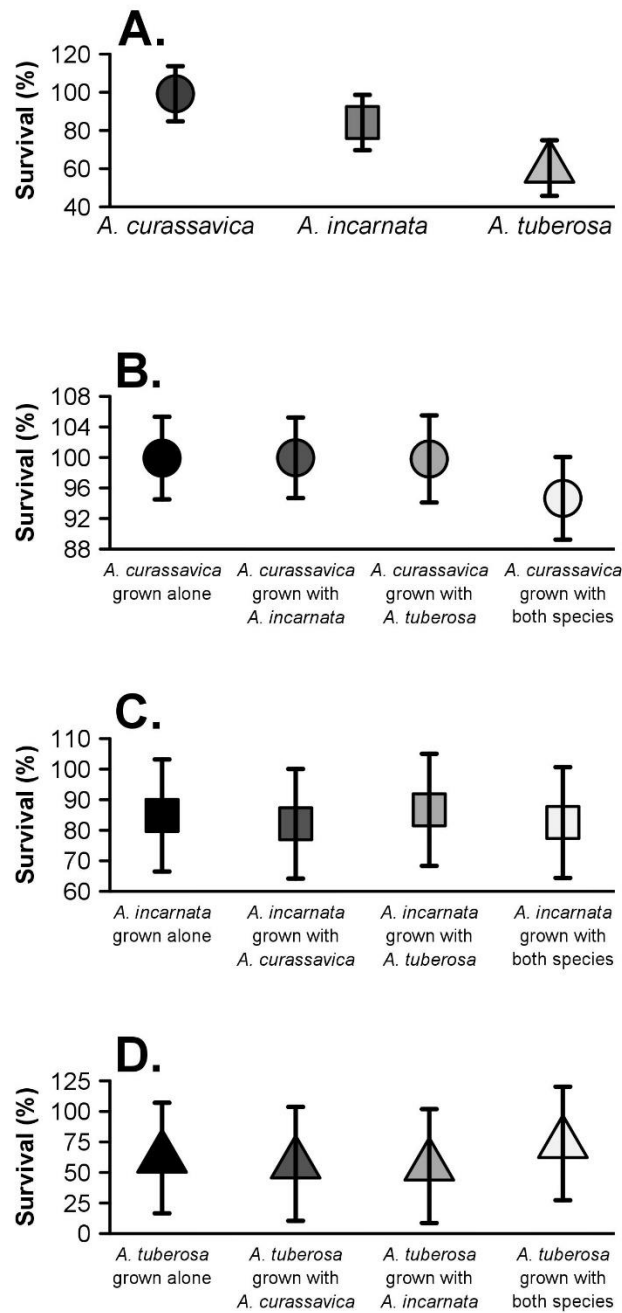 A.
Survival (%)
120
100
80
60
40
A. curassavica
A. incarnata
A. tuberosa
B.
Survival (%)
108
104
100
96
92
88
A. curassavica
grown alone
A. curassavica
grown with
A. incarnata
A. curassavica
grown with
A. tuberosa
A. curassavica
grown with
both species
C.
Survival (%)
110
100
90
80
70
60
A. incarnata
grown alone
A. incarnata
grown with
A. curassavica
A. incarnata
grown with
A. tuberosa
A. incarnata
grown with
both species
D.
Survival (%)
125
100
75
50
25
0
A. tuberosa
grown alone
A. tuberosa
grown with
A. curassavica
A. tuberosa
grown with
A. incarnata
A. tuberosa
grown with
both species